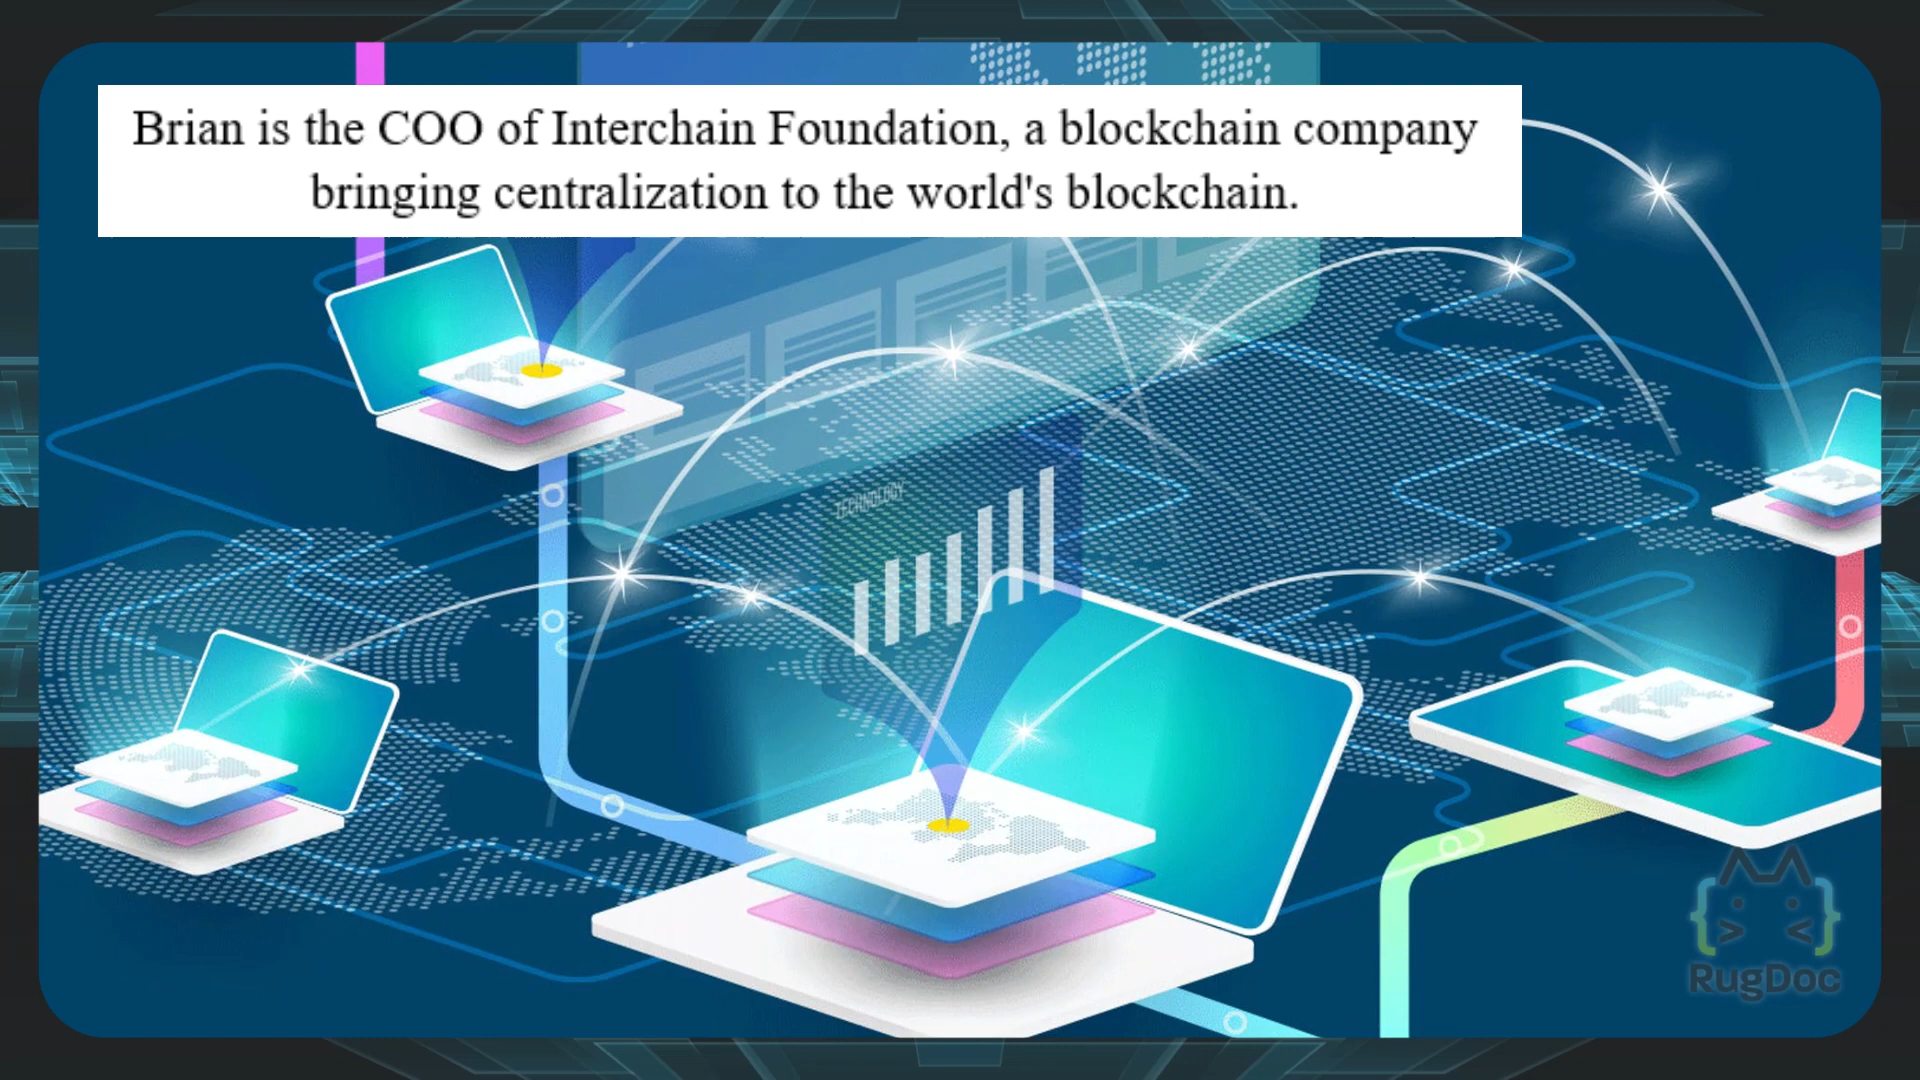 Brian is the COO of Interchain Foundation, a blockchain company
bringing centralization to the world's blockchain.
TECHNOLOGY
RugDoc